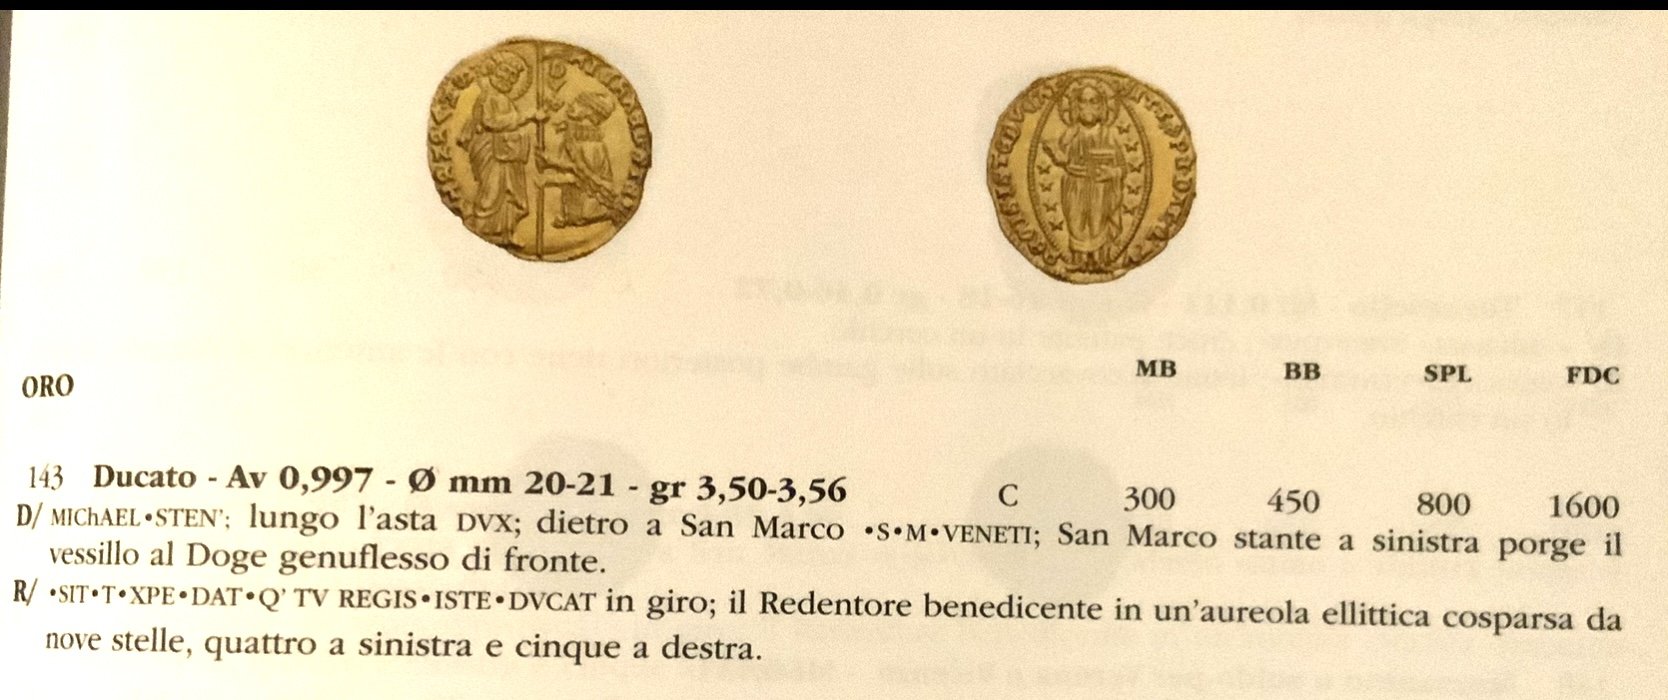 ORO MB BB SPL FDC
143 Ducato - Av 0,997 - Ø mm 20-21 - gr 3,50-3,56 C 300 450 800 1600
D/ MIChAEL•STEN’; lungo l’asta DVX; dietro a San Marco •S•M•VENETI; San Marco stante a sinistra porge il
vessillo al Doge genuflesso di fronte.
R/ •SIT•T•XPE•DAT•Q’ TV REGIS•ISTE•DVCAT in giro; il Redentore benedicente in un’aureola ellittica cosparsa da
nove stelle, quattro a sinistra e cinque a destra.